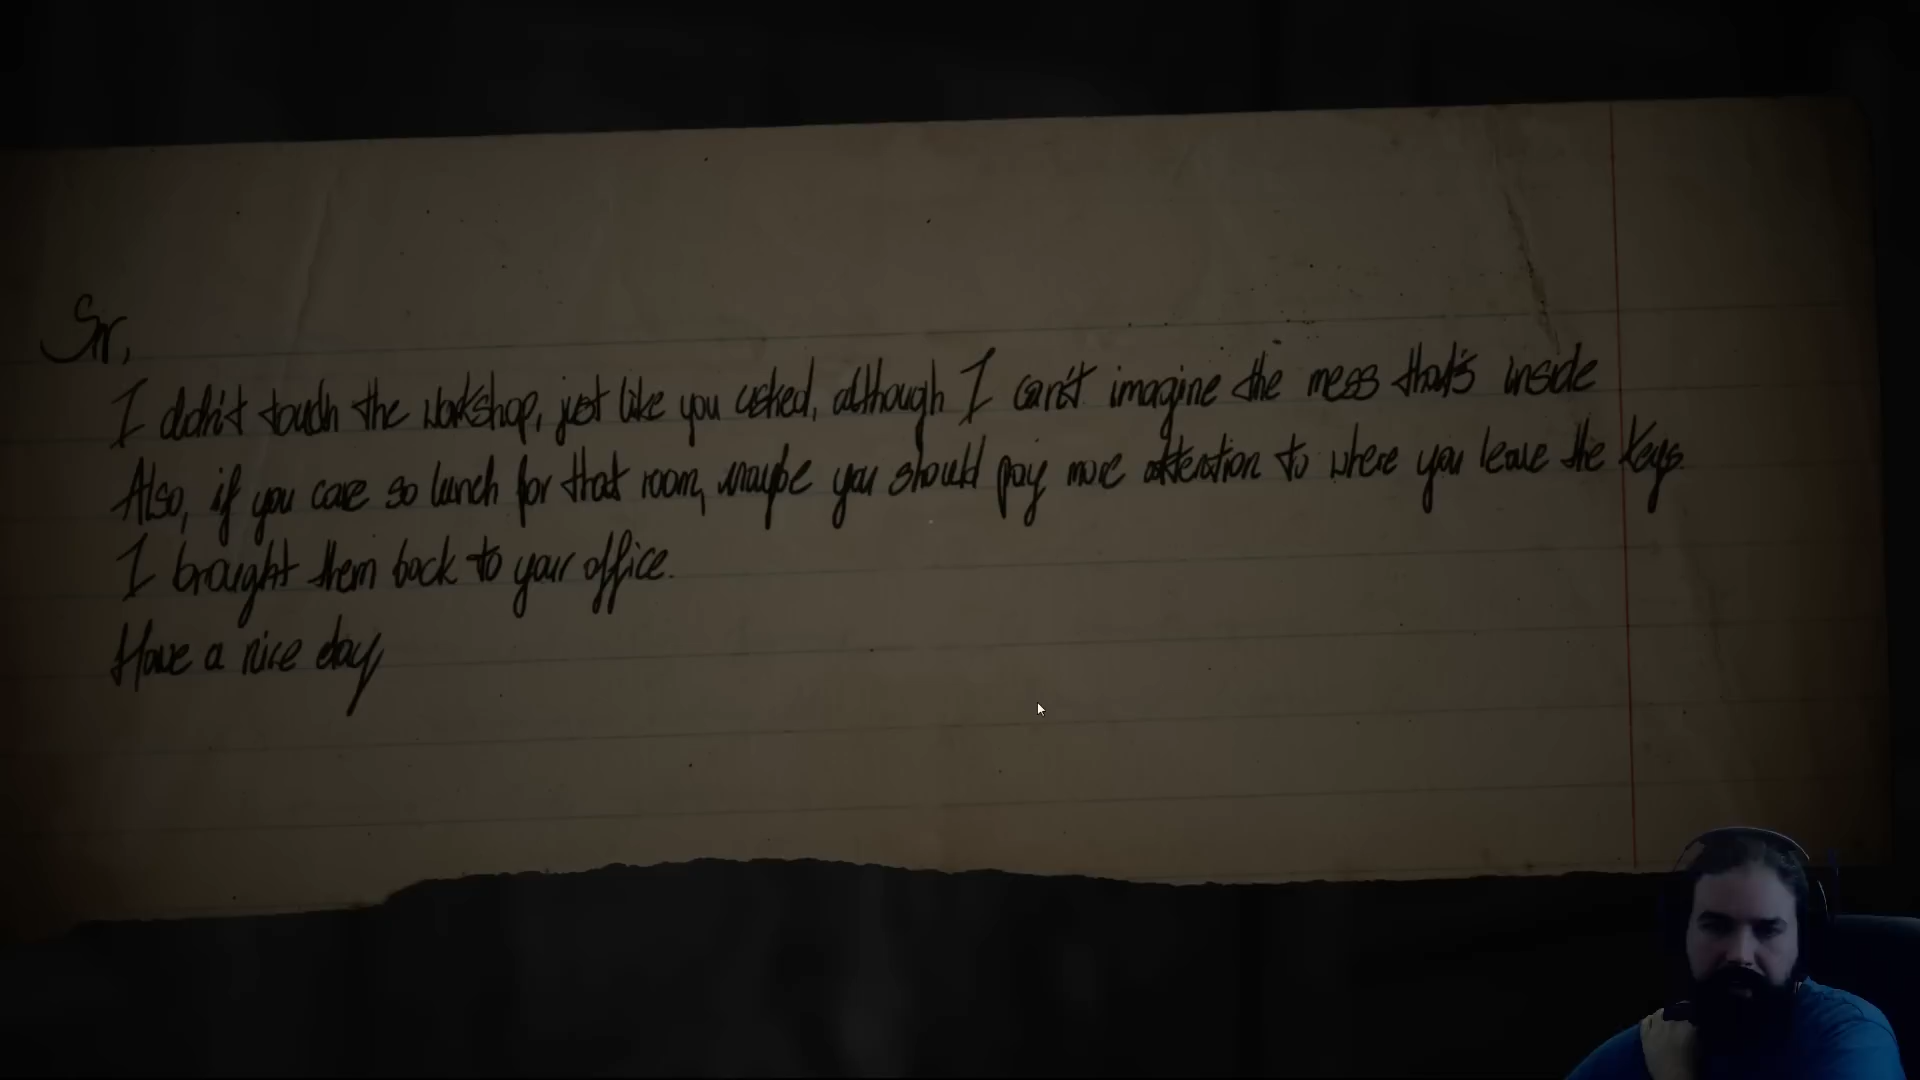 Sir,
I didn't touch the workshop, just like you asked, although I can't imagine the mess that's inside
Also, if you care so much for that room, maybe you should pay more attention to where you leave the keys.
I brought them back to your office.
Have a nice day